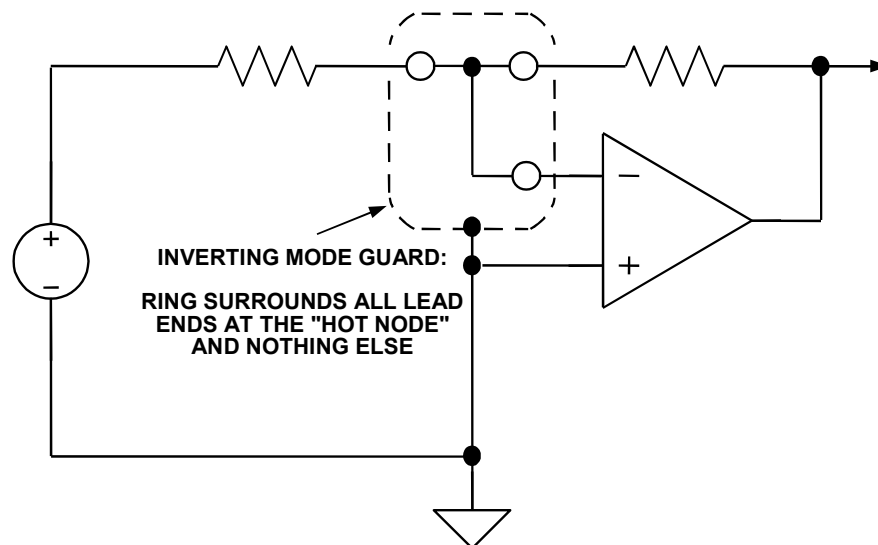 +
−
−
+
INVERTING MODE GUARD:
RING SURROUNDS ALL LEAD
ENDS AT THE "HOT NODE"
AND NOTHING ELSE